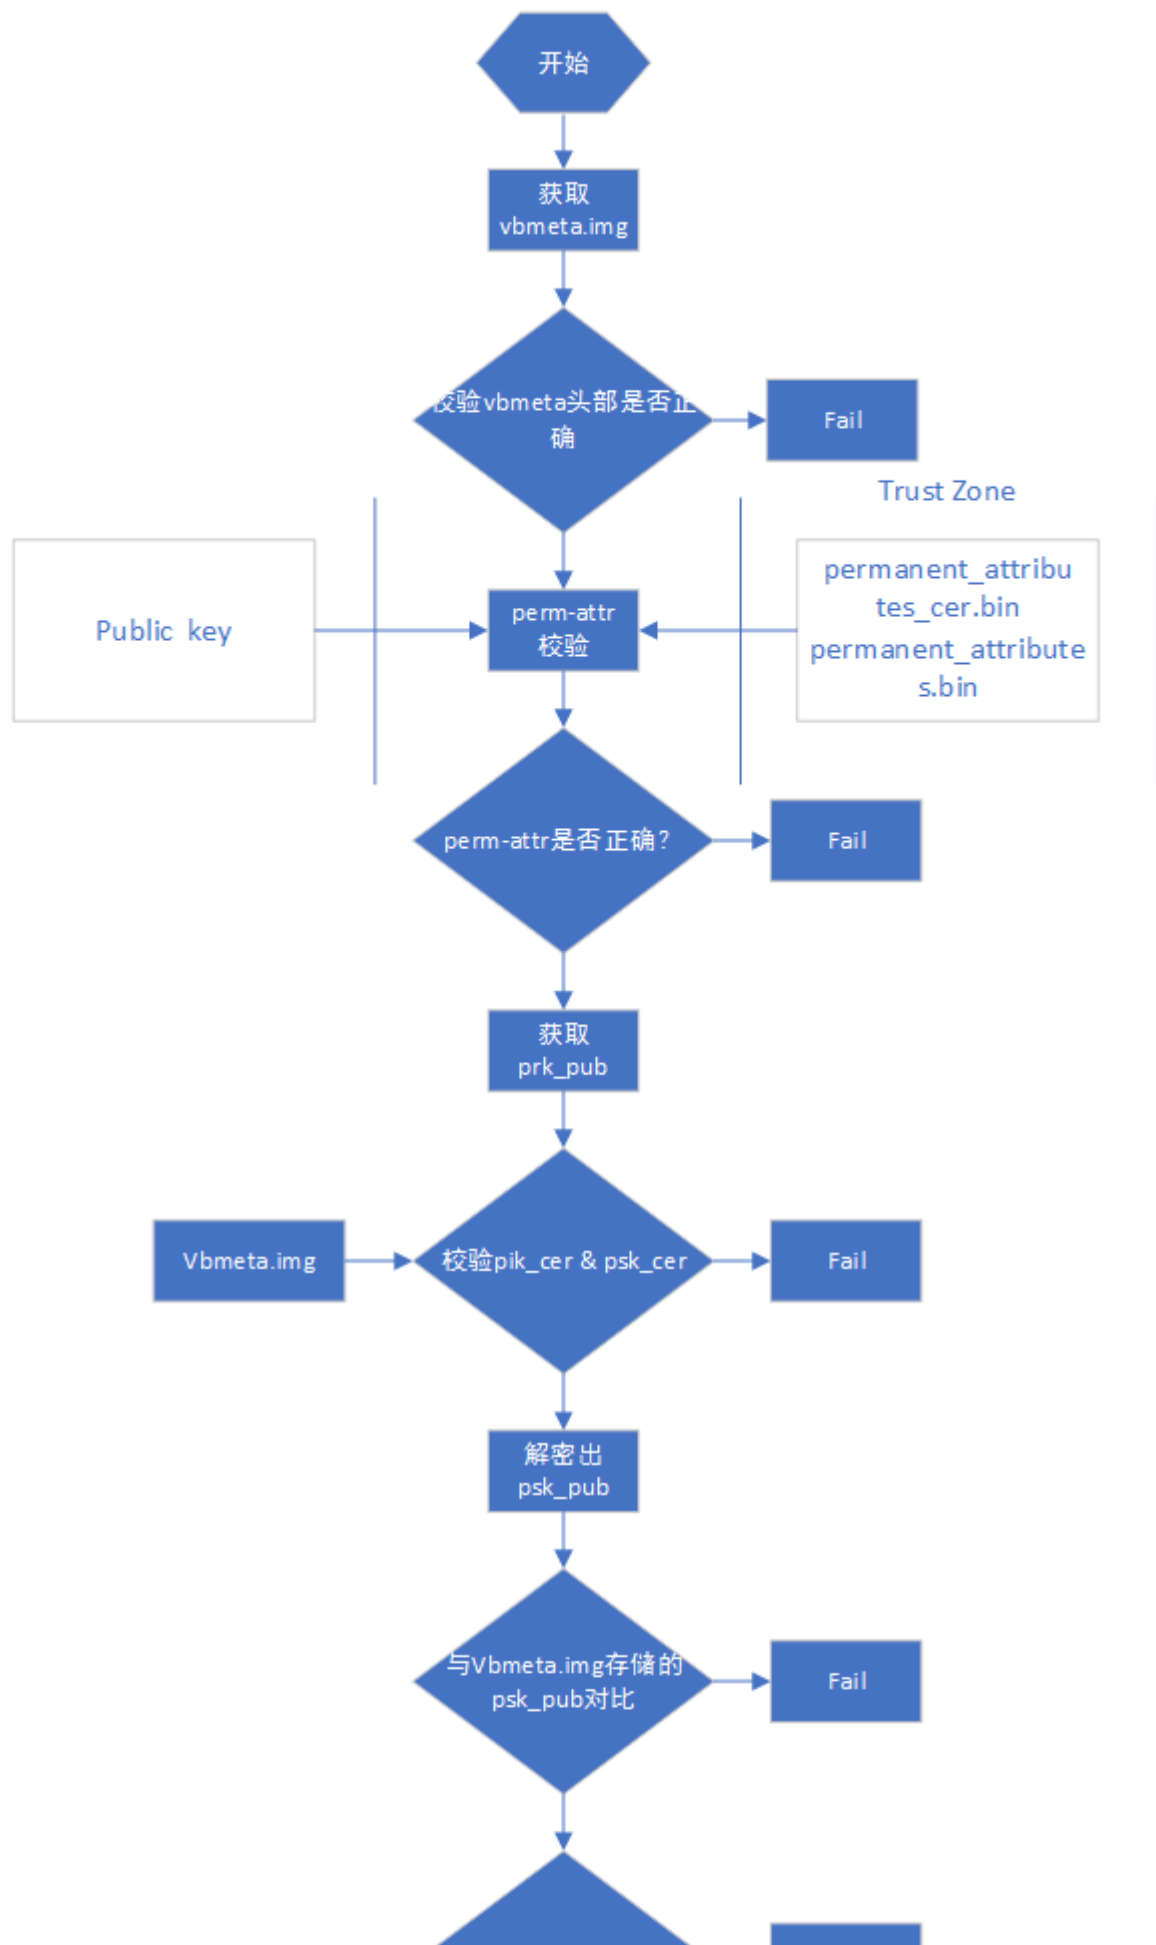 开始
获取
vbmeta.img
校验vbmeta头部是否正
确
Fail
Trust Zone
Public key
perm-attr
校验
permanent_attribu
tes_cer.bin
permanent_attribute
s.bin
perm-attr是否正确?
Fail
获取
prk_pub
Vbmeta.img
校验pik_cer & psk_cer
Fail
解密出
psk_pub
与Vbmeta.img存储的
psk_pub对比
Fail